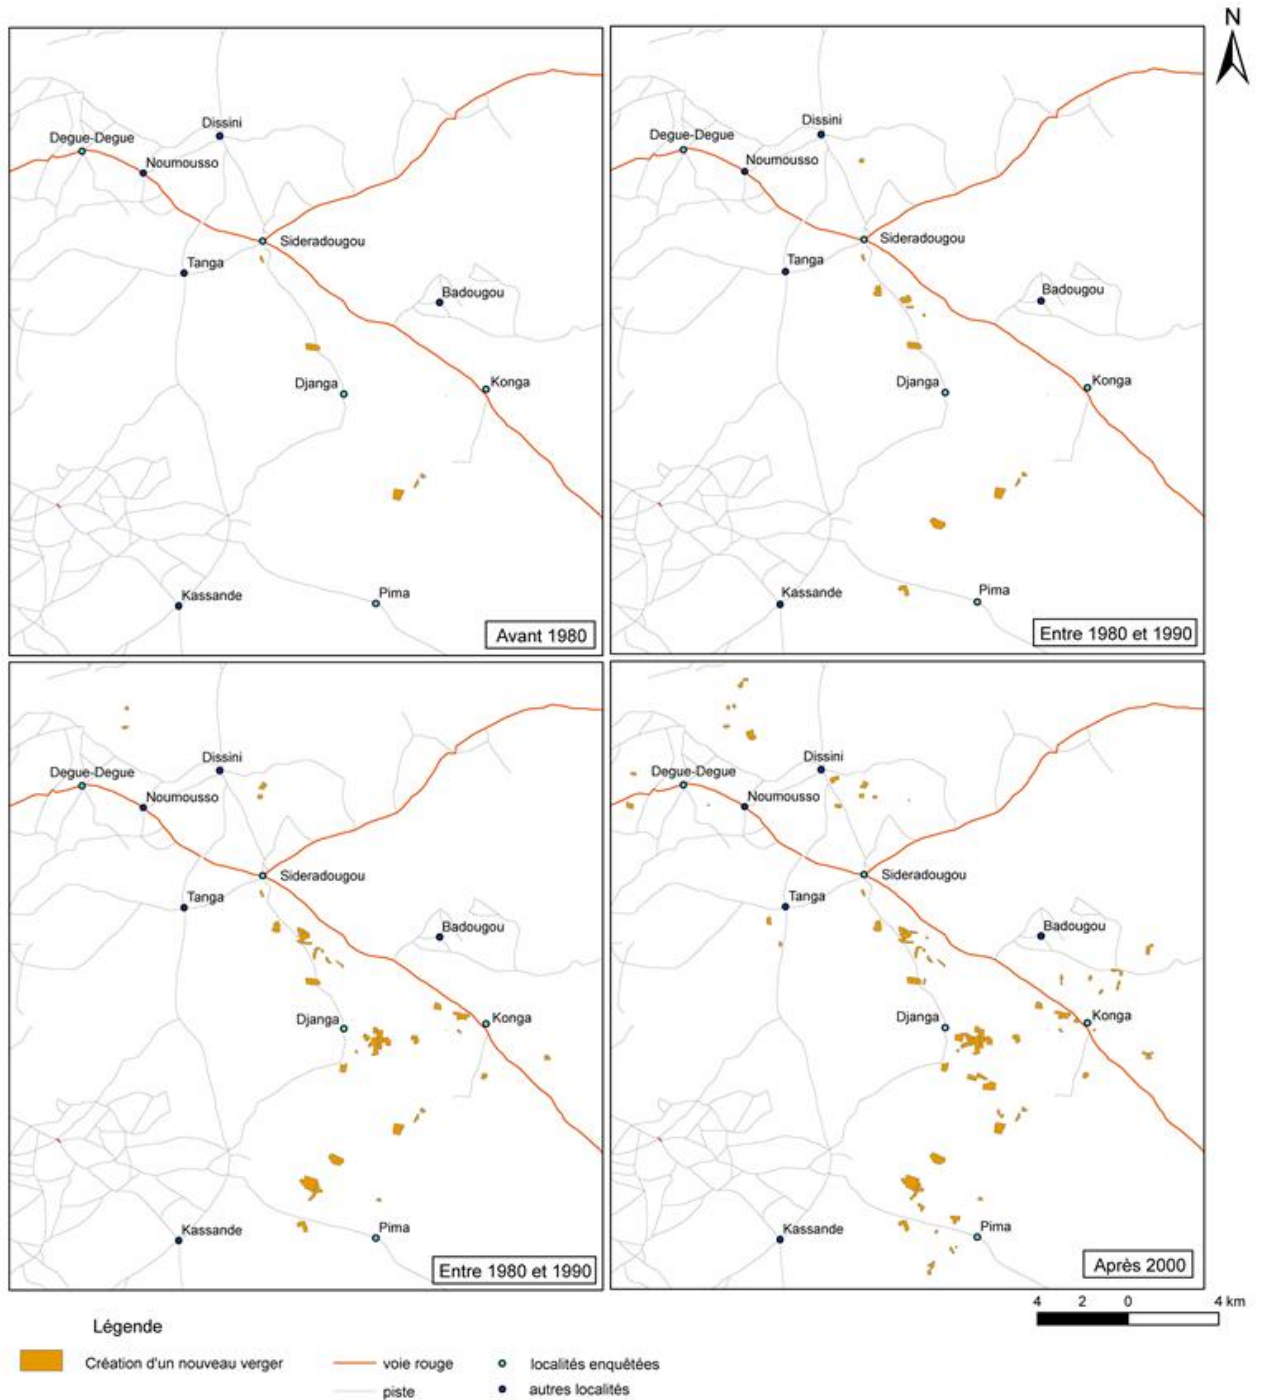 N
Dissini
Degue-Degue
Noumousso
Sideradougou
Tanga
Badougou
Djanga
Konga
Kassande
Pima
Avant 1980
Dissini
Degue-Degue
Noumousso
Sideradougou
Tanga
Badougou
Djanga
Konga
Kassande
Pima
Entre 1980 et 1990
Dissini
Degue-Degue
Noumousso
Sideradougou
Tanga
Badougou
Djanga
Konga
Kassande
Pima
Entre 1980 et 1990
Dissini
Degue-Degue
Noumousso
Sideradougou
Tanga
Badougou
Djanga
Konga
Kassande
Pima
Après 2000
4 2 0 4 km
Légende
Création d'un nouveau verger
voie rouge
localités enquêtées
piste
autres localités